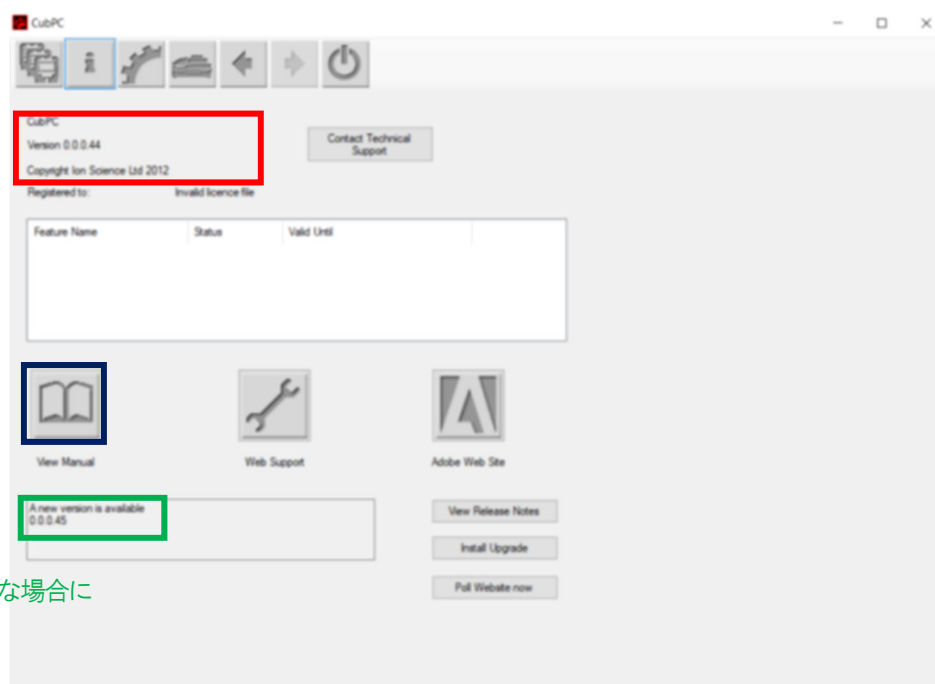 CubPC
CubPC
Version 0.0.0.44
Copyright Ion Science Ltd 2012
Contact Technical
Support
Registered to: Invalid licence file
Feature Name Status Valid Until
View Manual Web Support Adobe Web Site
A new version is available
0.0.0.45
View Release Notes
Install Upgrade
Poll Website now
な場合に